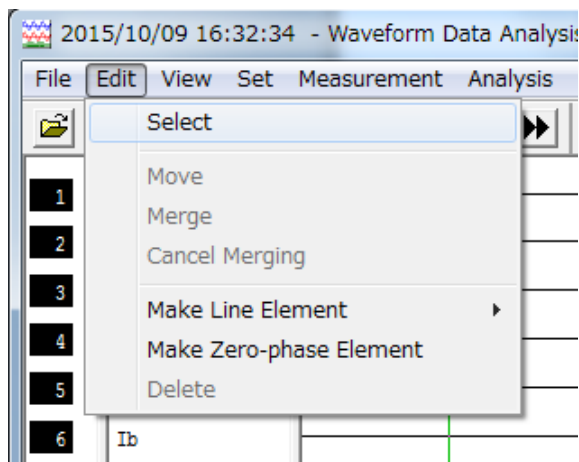 2015/10/09 16:32:34 - Waveform Data Analysis
File Edit View Set Measurement Analysis
Select
Move
Merge
Cancel Merging
Make Line Element
Make Zero-phase Element
Delete
1
2
3
4
5
6 Ib